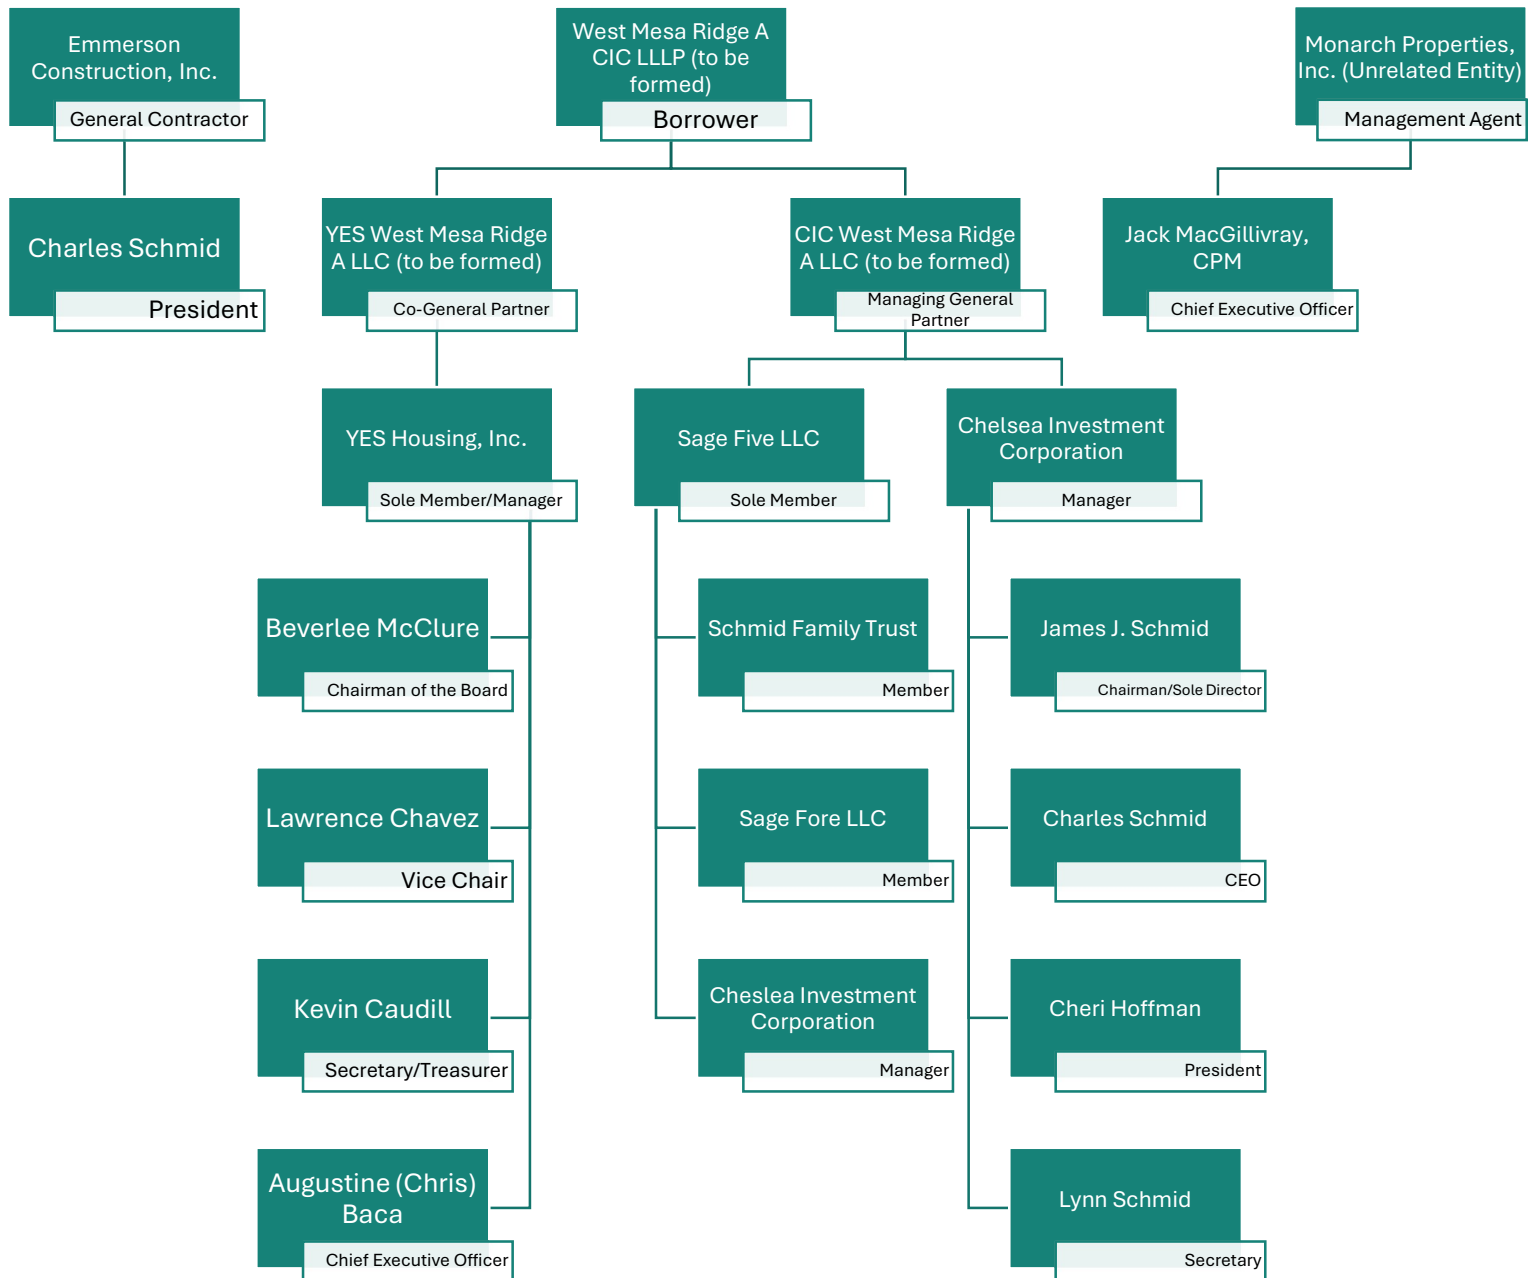 Emmerson
Construction, Inc.
General Contractor
West Mesa Ridge A
CIC LLLP (to be
formed)
Borrower
Monarch Properties,
Inc. (Unrelated Entity)
Management Agent
Charles Schmid
President
YES West Mesa Ridge
A LLC (to be formed)
Co-General Partner
CIC West Mesa Ridge
A LLC (to be formed)
Managing General
Partner
Jack MacGillivray,
CPM
Chief Executive Officer
YES Housing, Inc.
Sole Member/Manager
Sage Five LLC
Sole Member
Chelsea Investment
Corporation
Manager
Beverlee McClure
Chairman of the Board
Schmid Family Trust
Member
James J. Schmid
Chairman/Sole Director
Lawrence Chavez
Vice Chair
Sage Fore LLC
Member
Charles Schmid
CEO
Kevin Caudill
Secretary/Treasurer
Cheslea Investment
Corporation
Manager
Cheri Hoffman
President
Augustine (Chris)
Baca
Chief Executive Officer
Lynn Schmid
Secretary